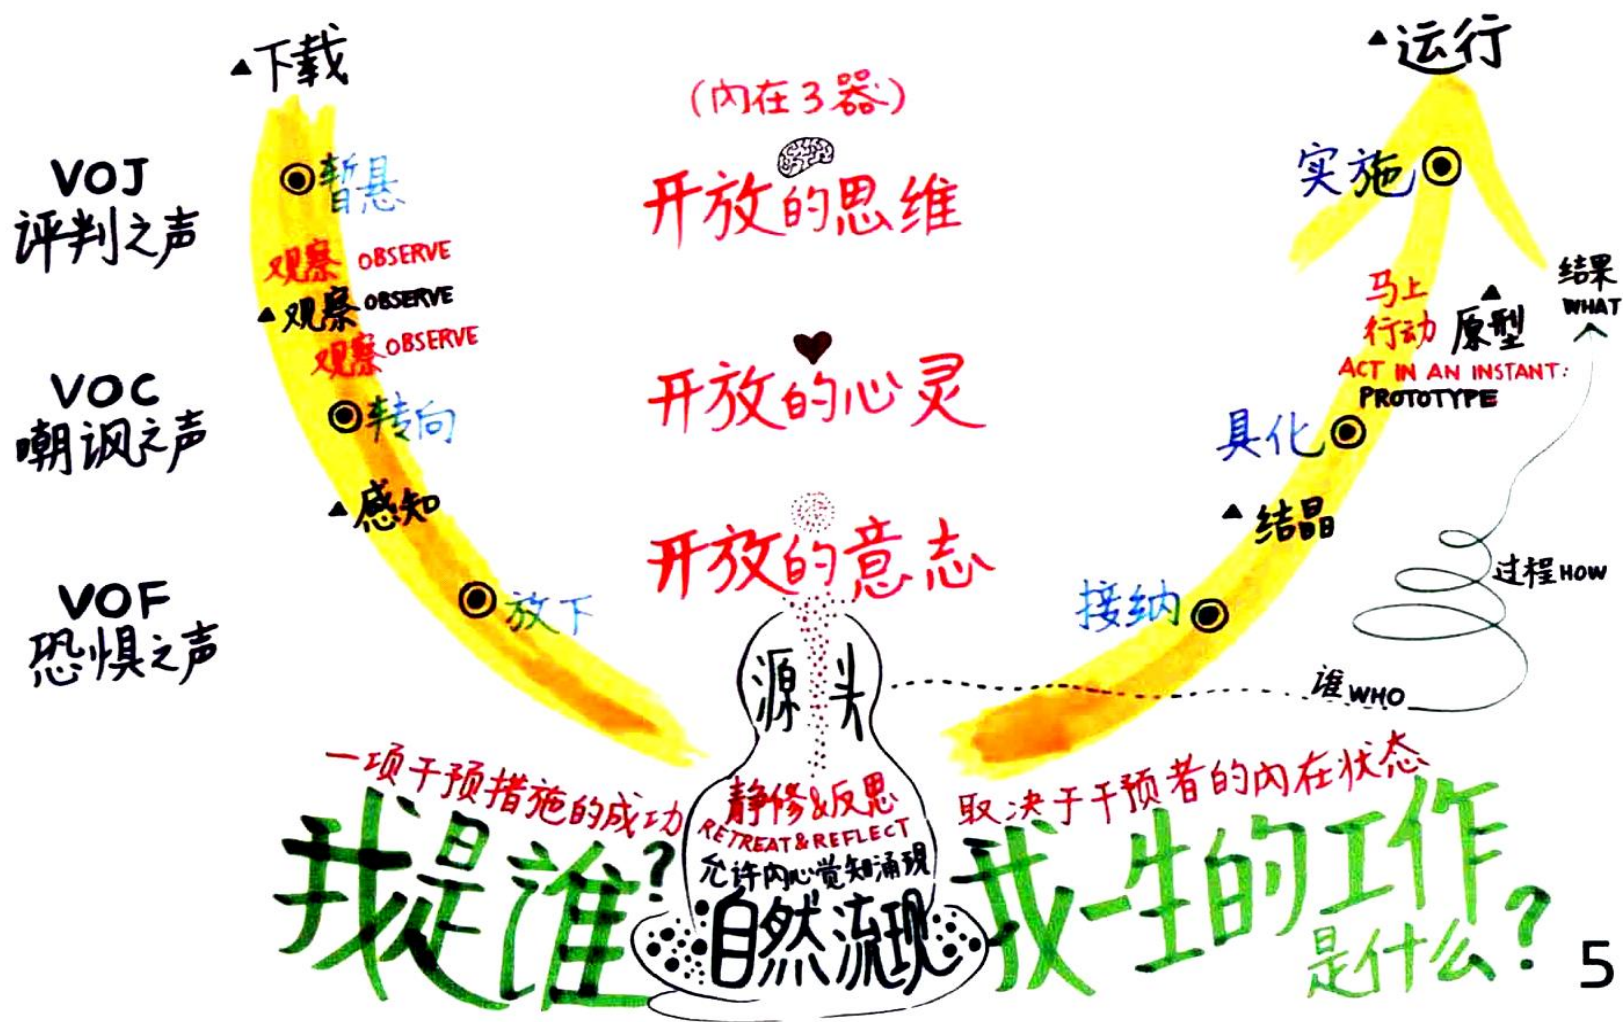 ▲下载
▲运行
(内在3器)
VOJ
评判之声
暂悬
开放的思维
实施
观察 OBSERVE
▲观察 OBSERVE
观察 OBSERVE
马上
行动
▲原型
ACT IN AN INSTANT:
PROTOTYPE
结果
WHAT
VOC
嘲讽之声
转向
开放的心灵
具化
▲感知
▲结晶
开放的意志
过程HOW
VOF
恐惧之声
放下
接纳
源头
谁WHO
一项干预措施的成功
取决于干预者的内在状态
静修&反思
RETREAT&REFLECT
允许内心觉知涌现
自然流现
我是谁?
我一生的工作
是什么?
5